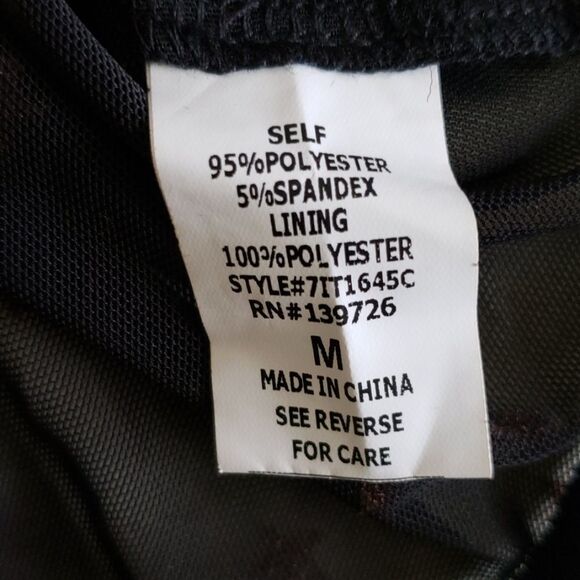 SELF
95%POLYESTER
5%SPANDEX
LINING
100%POLYESTER
STYLE#7IT1645C
RN#139726
M
MADE IN CHINA
SEE REVERSE
FOR CARE